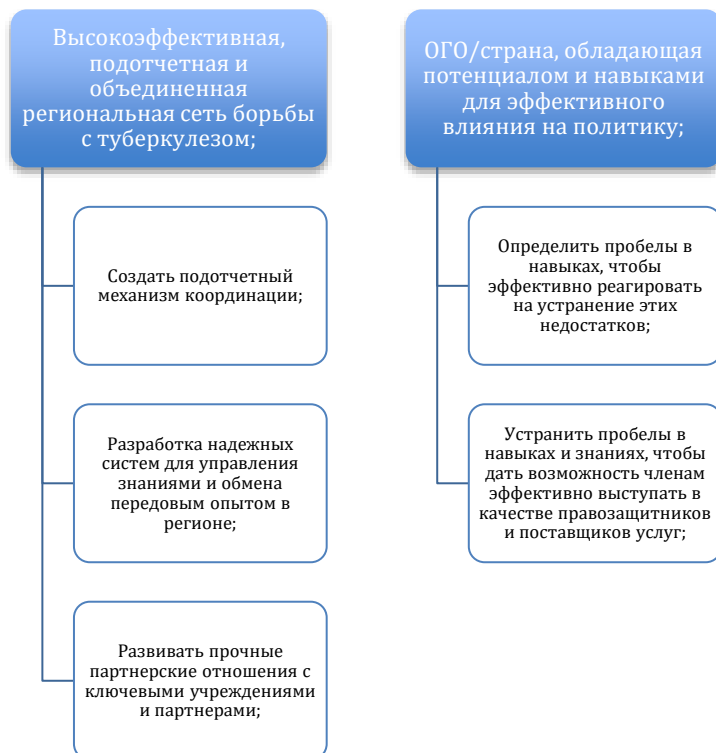 Высокоэффективная,
подотчетная и
объединенная
региональная сеть борьбы
с туберкулезом;
Создать подотчетный
механизм координации;
Разработка надежных
систем для управления
знаниями и обмена
передовым опытом в
регионе;
Развивать прочные
партнерские отношения с
ключевыми учреждениями
и партнерами;
ОГО/страна, обладающая
потенциалом и навыками
для эффективного
влияния на политику;
Определить пробелы в
навыках, чтобы
эффективно реагировать
на устранение этих
недостатков;
Устранить пробелы в
навыках и знаниях, чтобы
дать возможность членам
эффективно выступать в
качестве правозащитников
и поставщиков услуг;